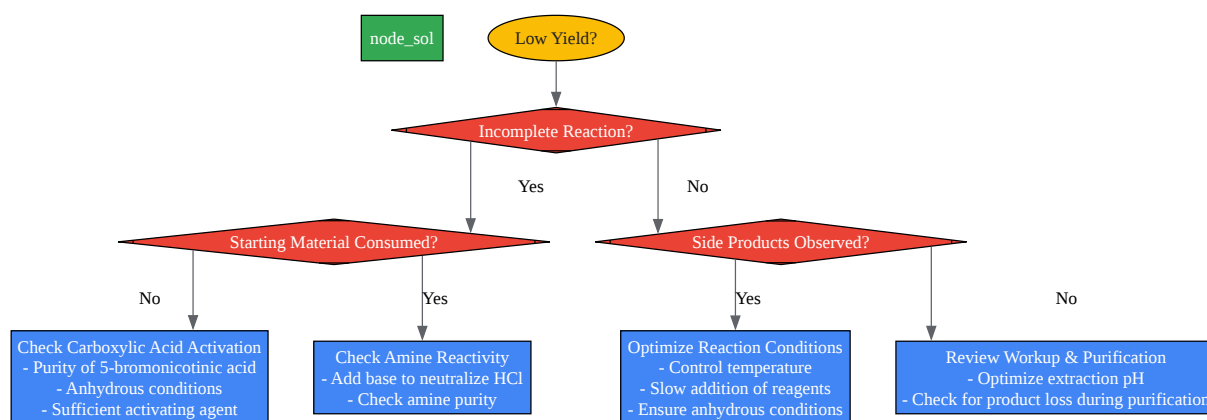 node_sol
Low Yield?
Incomplete Reaction?
Yes
No
Starting Material Consumed?
Side Products Observed?
No
Yes
Yes
No
Check Carboxylic Acid Activation
- Purity of 5-bromonicotinic acid
- Anhydrous conditions
- Sufficient activating agent
Check Amine Reactivity
- Add base to neutralize HCl
- Check amine purity
Optimize Reaction Conditions
- Control temperature
- Slow addition of reagents
- Ensure anhydrous conditions
Review Workup & Purification
- Optimize extraction pH
- Check for product loss during purification